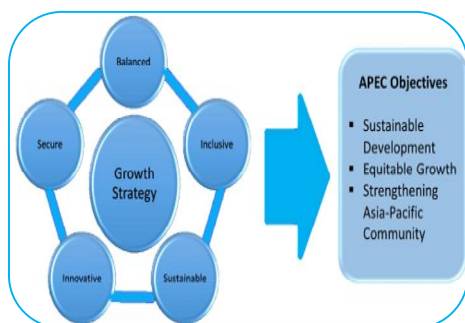 Balanced
Secure
Inclusive
Growth
Strategy
Innovative
Sustainable
APEC Objectives
▪ Sustainable
Development
▪ Equitable Growth
▪ Strengthening
Asia-Pacific
Community